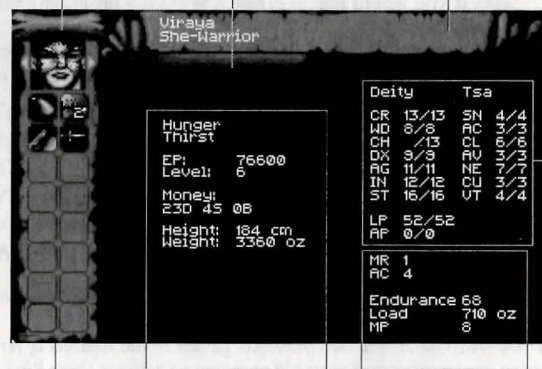 Viraya
She-Warrior
2
Hunger
Thirst
EP: 76600
Level: 6
Money:
23D 4S 0B
Height: 184 cm
Weight: 3360 oz
Deity Tsa
CR 13/13 SN 4/4
WD 8/8 AC 3/3
CH /13 CL 6/6
DX 9/9 AV 3/3
AG 11/11 NE 7/7
IN 12/12 CU 3/3
ST 16/16 VT 4/4
LP 52/52
AP 0/0
MR 1
AC 4
Endurance 68
Load 710 oz
MP 8